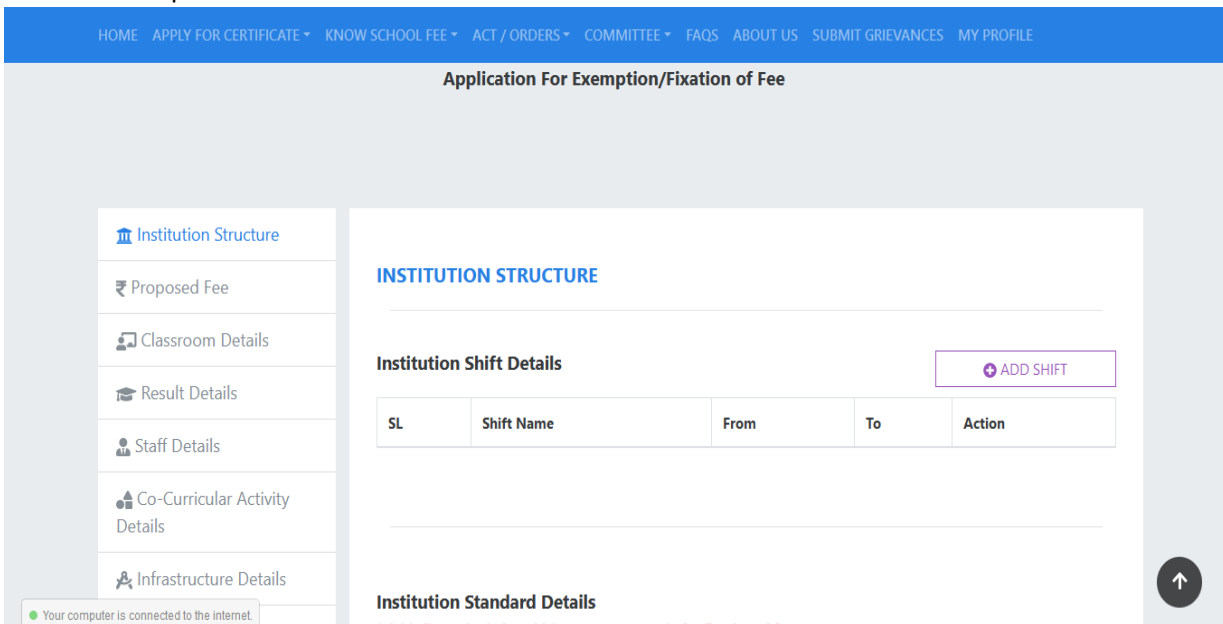 HOME APPLY FOR CERTIFICATE KNOW SCHOOL FEE ACT / ORDERS COMMITTEE FAQS ABOUT US SUBMIT GRIEVANCES MY PROFILE
Application For Exemption/Fixation of Fee
Institution Structure
₹ Proposed Fee
Classroom Details
Result Details
Staff Details
Co-Curricular Activity
Details
Infrastructure Details
INSTITUTION STRUCTURE
Institution Shift Details
ADD SHIFT
SL Shift Name From To Action
Institution Standard Details
Your computer is connected to the internet.